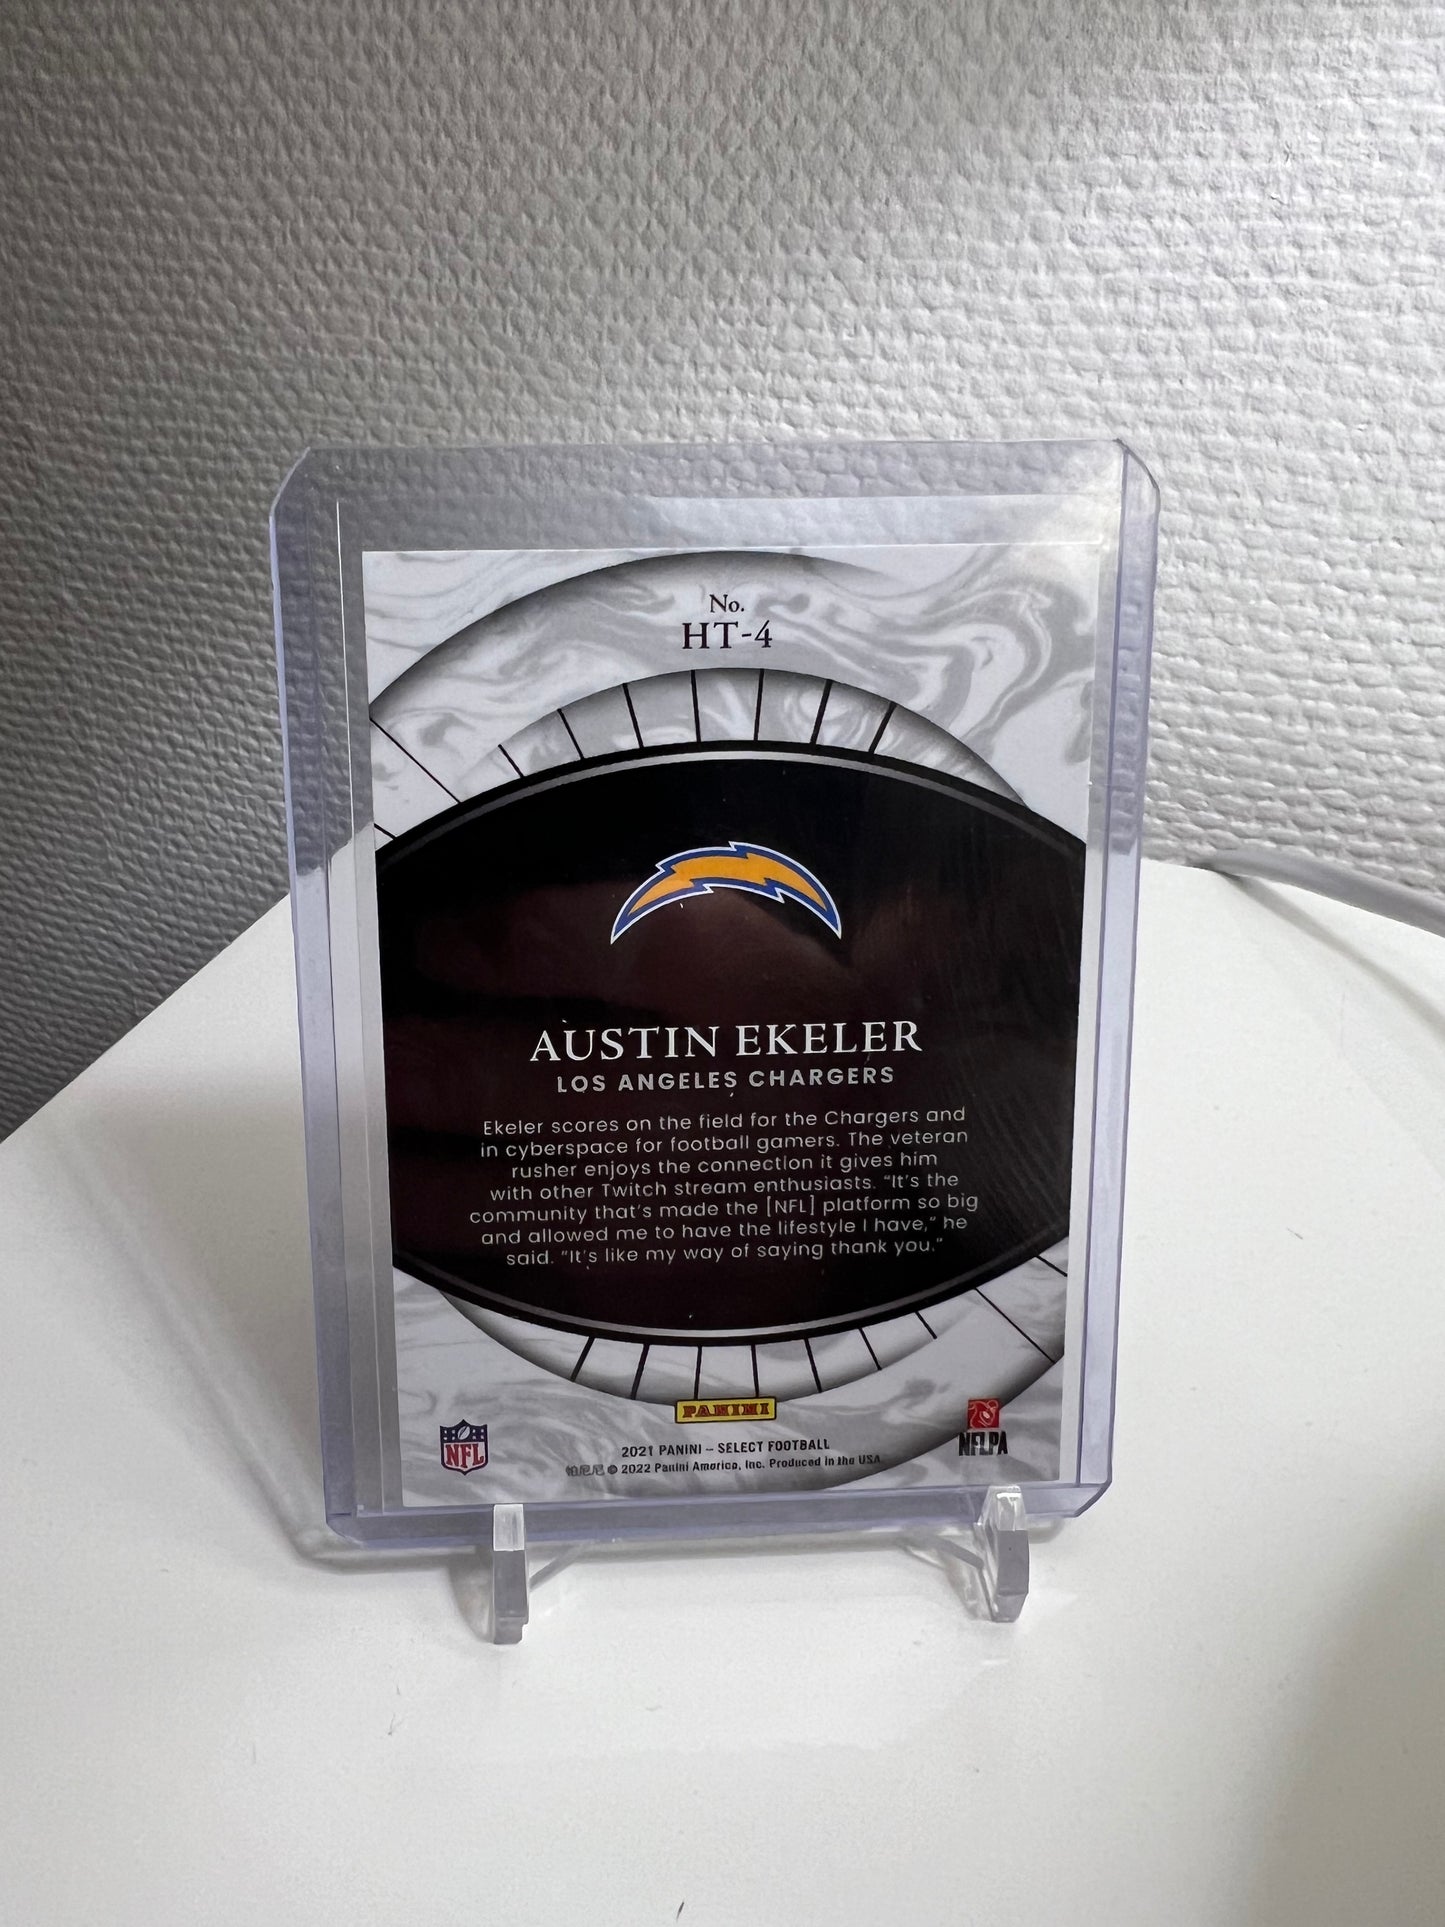 No.
HT-4
AUSTIN EKELER
LOS ANGELES CHARGERS
Ekeler scores on the field for the Chargers and
in cyberspace for football gamers. The veteran
rusher enjoys the connection it gives him
with other Twitch stream enthusiasts. "It's the
community that's made the [NFL] platform so big
and allowed me to have the lifestyle I have," he
said. "It's like my way of saying thank you."
PANINI
NFL
NFLPA
2021 PANINI – SELECT FOOTBALL
帕尼尼 © 2022 Panini America, Inc. Produced in the USA.